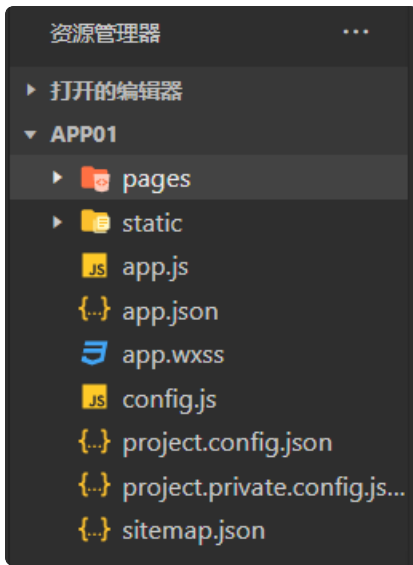 资源管理器 ...
打开的编辑器
APP01
pages
static
JS app.js
{...} app.json
app.wxss
JS config.js
{...} project.config.json
{...} project.private.config.js...
{...} sitemap.json